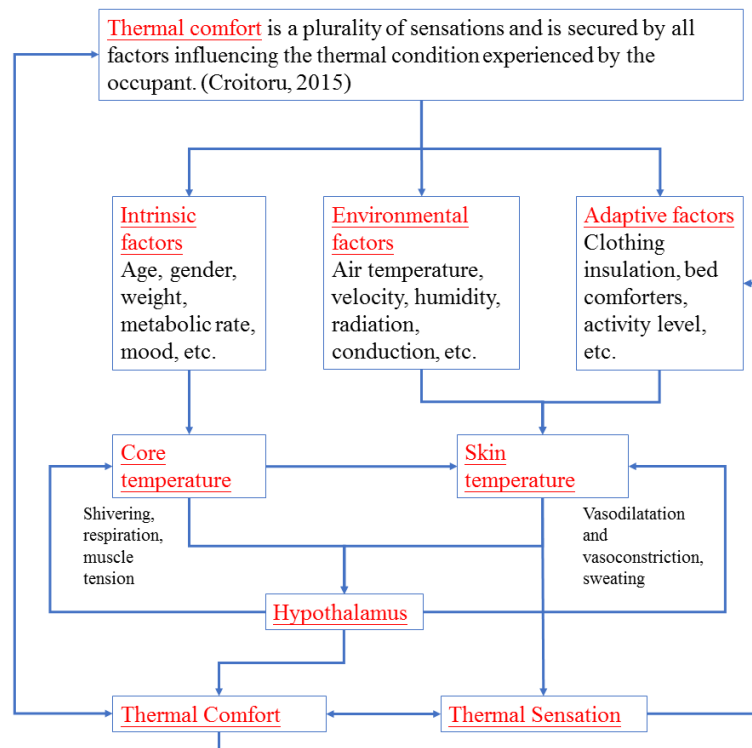 Thermal comfort is a plurality of sensations and is secured by all
factors influencing the thermal condition experienced by the
occupant. (Croitoru, 2015)
Intrinsic
factors
Age, gender,
weight,
metabolic rate,
mood, etc.
Environmental
factors
Air temperature,
velocity, humidity,
radiation,
conduction, etc.
Adaptive factors
Clothing
insulation, bed
comforters,
activity level,
etc.
Core
temperature
Skin
temperature
Shivering,
respiration,
muscle
tension
Vasodilatation
and
vasoconstriction,
sweating
Hypothalamus
Thermal Comfort
Thermal Sensation